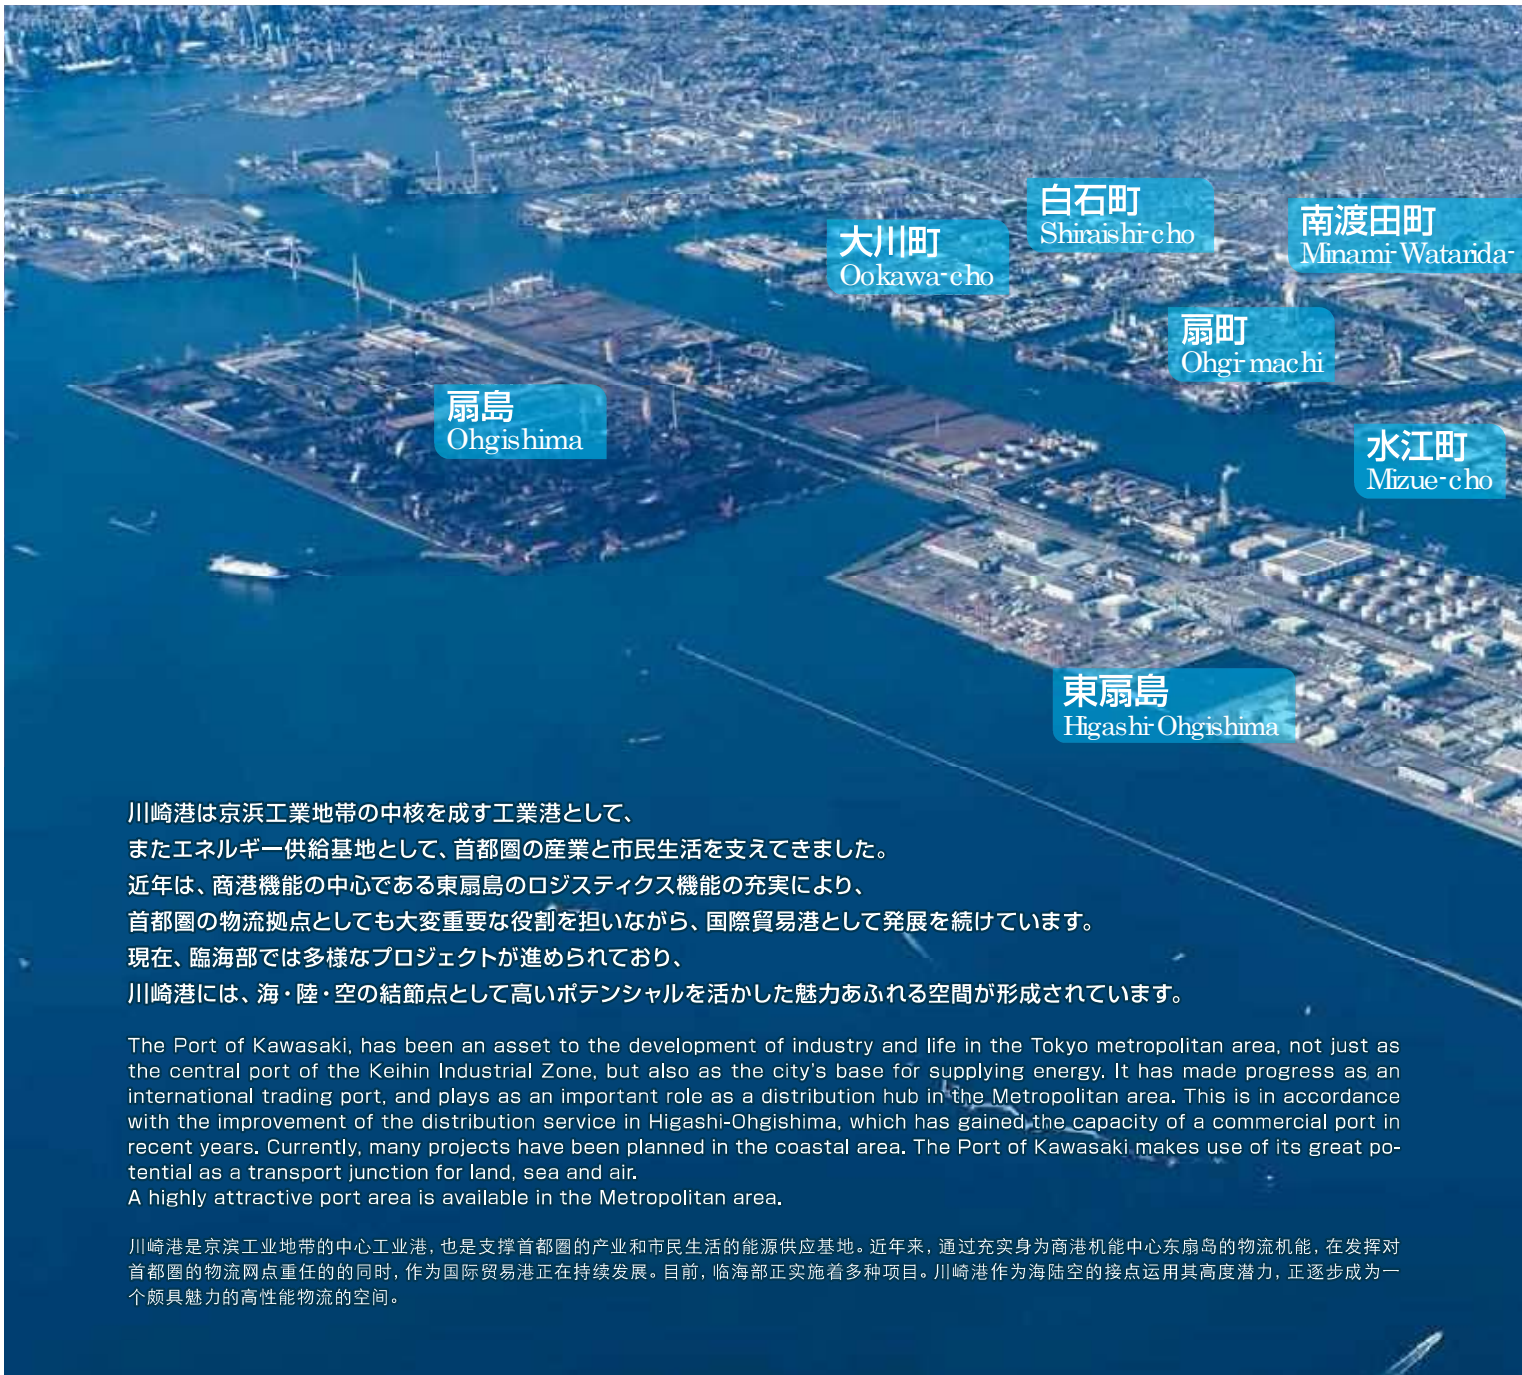 白石町
Shiraishi-cho
南渡田町
Minami-Watarida-
大川町
Ookawa-cho
扇町
Ohgi-machi
扇島
Ohgishima
水江町
Mizue-cho
東扇島
Higashi-Ohgishima
川崎港は京浜工業地帯の中核を成す工業港として、
またエネルギー供給基地として、首都圏の産業と市民生活を支えてきました。
近年は、商港機能の中心である東扇島のロジスティクス機能の充実により、
首都圏の物流拠点としても大変重要な役割を担いながら、国際貿易港として発展を続けています。
現在、臨海部では多様なプロジェクトが進められており、
川崎港には、海・陸・空の結節点として高いポテンシャルを活かした魅力あふれる空間が形成されています。
The Port of Kawasaki, has been an asset to the development of industry and life in the Tokyo metropolitan area, not just as
the central port of the Keihin Industrial Zone, but also as the city's base for supplying energy. It has made progress as an
international trading port, and plays as an important role as a distribution hub in the Metropolitan area. This is in accordance
with the improvement of the distribution service in Higashi-Ohgishima, which has gained the capacity of a commercial port in
recent years. Currently, many projects have been planned in the coastal area. The Port of Kawasaki makes use of its great po-
tential as a transport junction for land, sea and air.
A highly attractive port area is available in the Metropolitan area.
川崎港是京滨工业地带的中心工业港，也是支撑首都圈的产业和市民生活的能源供应基地。近年来，通过充实身为商港机能中心东扇岛的物流机能，在发挥对
首都圈的物流网点重任的的同时，作为国际贸易港正在持续发展。目前，临海部正实施着多种项目。川崎港作为海陆空的接点运用其高度潜力，正逐步成为一
个颇具魅力的高性能物流的空间。